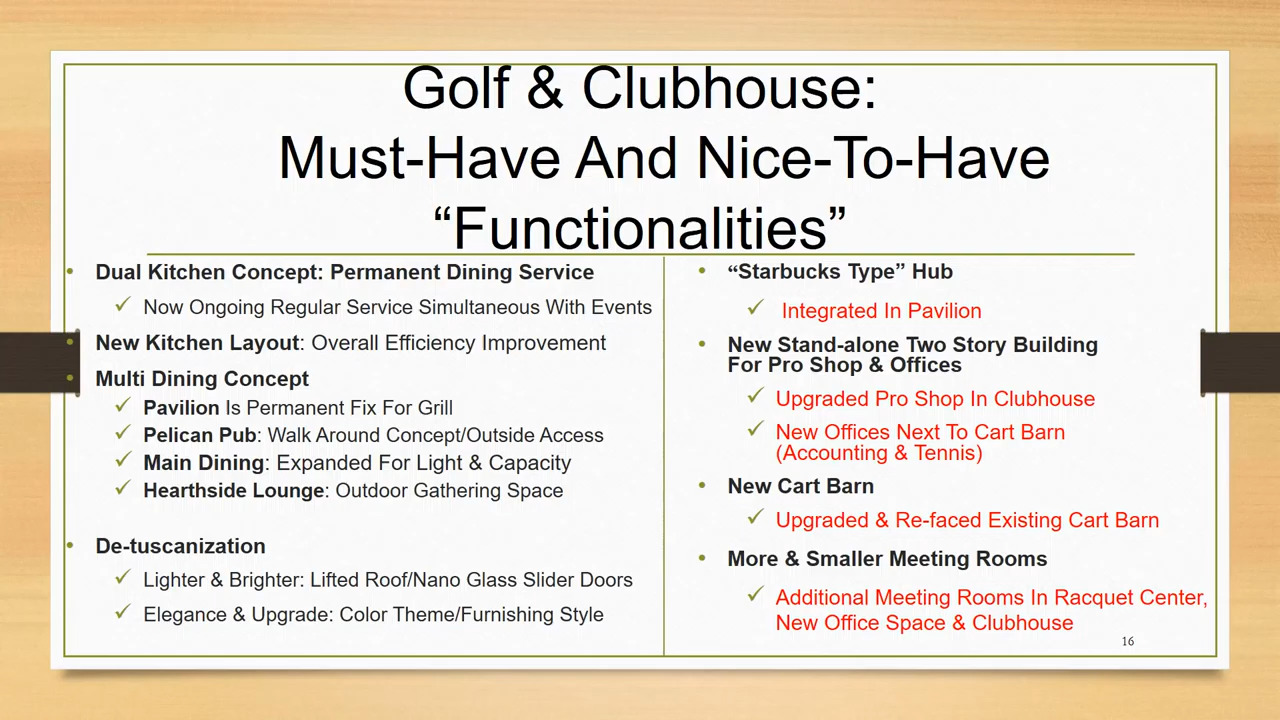 Golf & Clubhouse:
Must-Have And Nice-To-Have
“Functionalities”
• Dual Kitchen Concept: Permanent Dining Service
✓ Now Ongoing Regular Service Simultaneous With Events
• New Kitchen Layout: Overall Efficiency Improvement
• Multi Dining Concept
✓ Pavilion Is Permanent Fix For Grill
✓ Pelican Pub: Walk Around Concept/Outside Access
✓ Main Dining: Expanded For Light & Capacity
✓ Hearthside Lounge: Outdoor Gathering Space
• De-tuscanization
✓ Lighter & Brighter: Lifted Roof/Nano Glass Slider Doors
✓ Elegance & Upgrade: Color Theme/Furnishing Style
• “Starbucks Type” Hub
✓ Integrated In Pavilion
• New Stand-alone Two Story Building
For Pro Shop & Offices
✓ Upgraded Pro Shop In Clubhouse
✓ New Offices Next To Cart Barn
(Accounting & Tennis)
• New Cart Barn
✓ Upgraded & Re-faced Existing Cart Barn
• More & Smaller Meeting Rooms
✓ Additional Meeting Rooms In Racquet Center,
New Office Space & Clubhouse
16